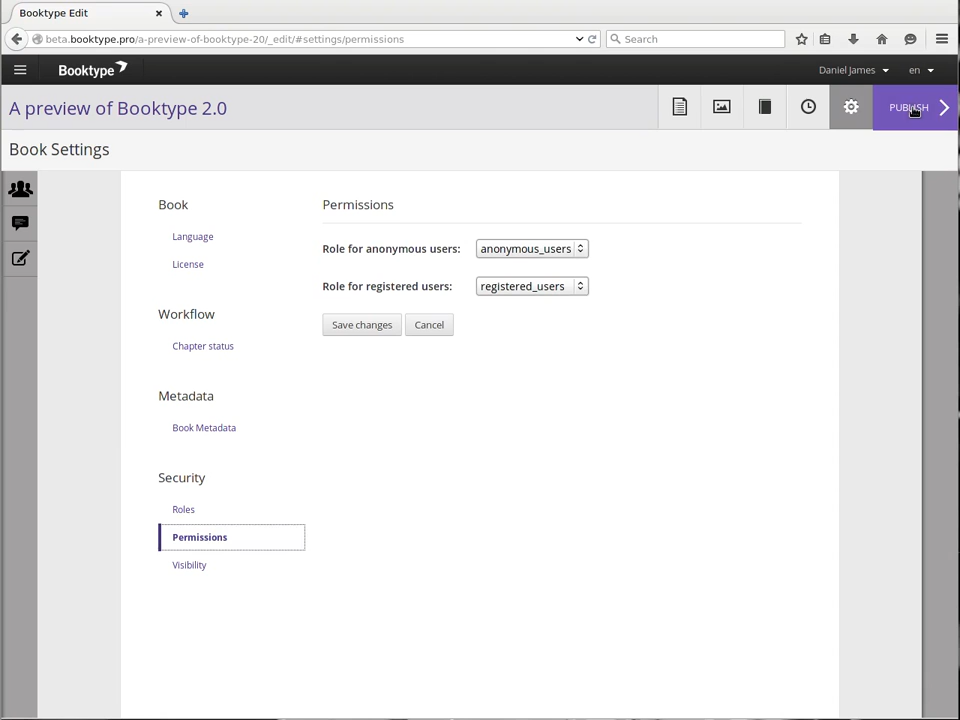 Booktype Edit
beta.booktype.pro/a-preview-of-booktype-20/_edit/#settings/permissions
Search
Booktype
Daniel James
en
A preview of Booktype 2.0
PUBLISH
Book Settings
Book
Language
License
Workflow
Chapter status
Metadata
Book Metadata
Security
Roles
Permissions
Visibility
Permissions
Role for anonymous users: anonymous_users
Role for registered users: registered_users
Save changes Cancel